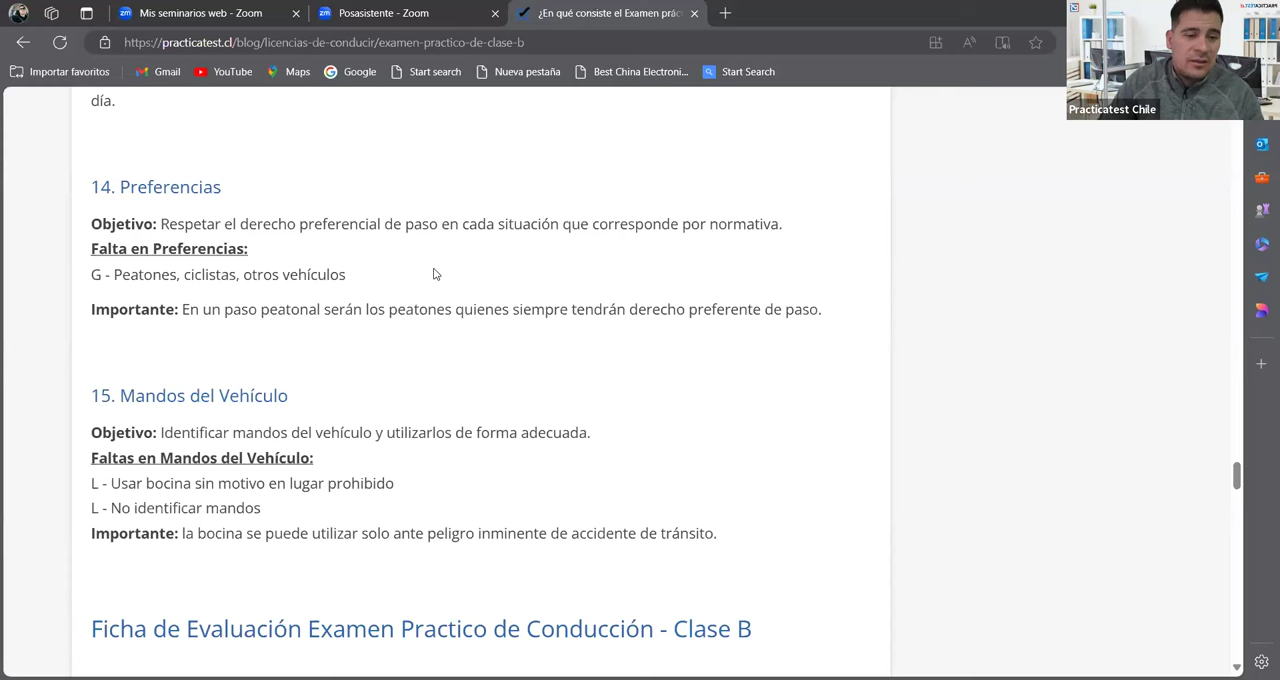 Mis seminarios web - Zoom
Posasistente - Zoom
¿En qué consiste el Examen prác
https://practicatest.cl/blog/licencias-de-conducir/examen-practico-de-clase-b
Importar favoritos
Gmail
YouTube
Maps
Google
Start search
Nueva pestaña
Best China Electroni...
Start Search
Practicatest Chile
día.
14. Preferencias
Objetivo: Respetar el derecho preferencial de paso en cada situación que corresponde por normativa.
Falta en Preferencias:
G - Peatones, ciclistas, otros vehículos
Importante: En un paso peatonal serán los peatones quienes siempre tendrán derecho preferente de paso.
15. Mandos del Vehículo
Objetivo: Identificar mandos del vehículo y utilizarlos de forma adecuada.
Faltas en Mandos del Vehículo:
L - Usar bocina sin motivo en lugar prohibido
L - No identificar mandos
Importante: la bocina se puede utilizar solo ante peligro inminente de accidente de tránsito.
Ficha de Evaluación Examen Practico de Conducción - Clase B